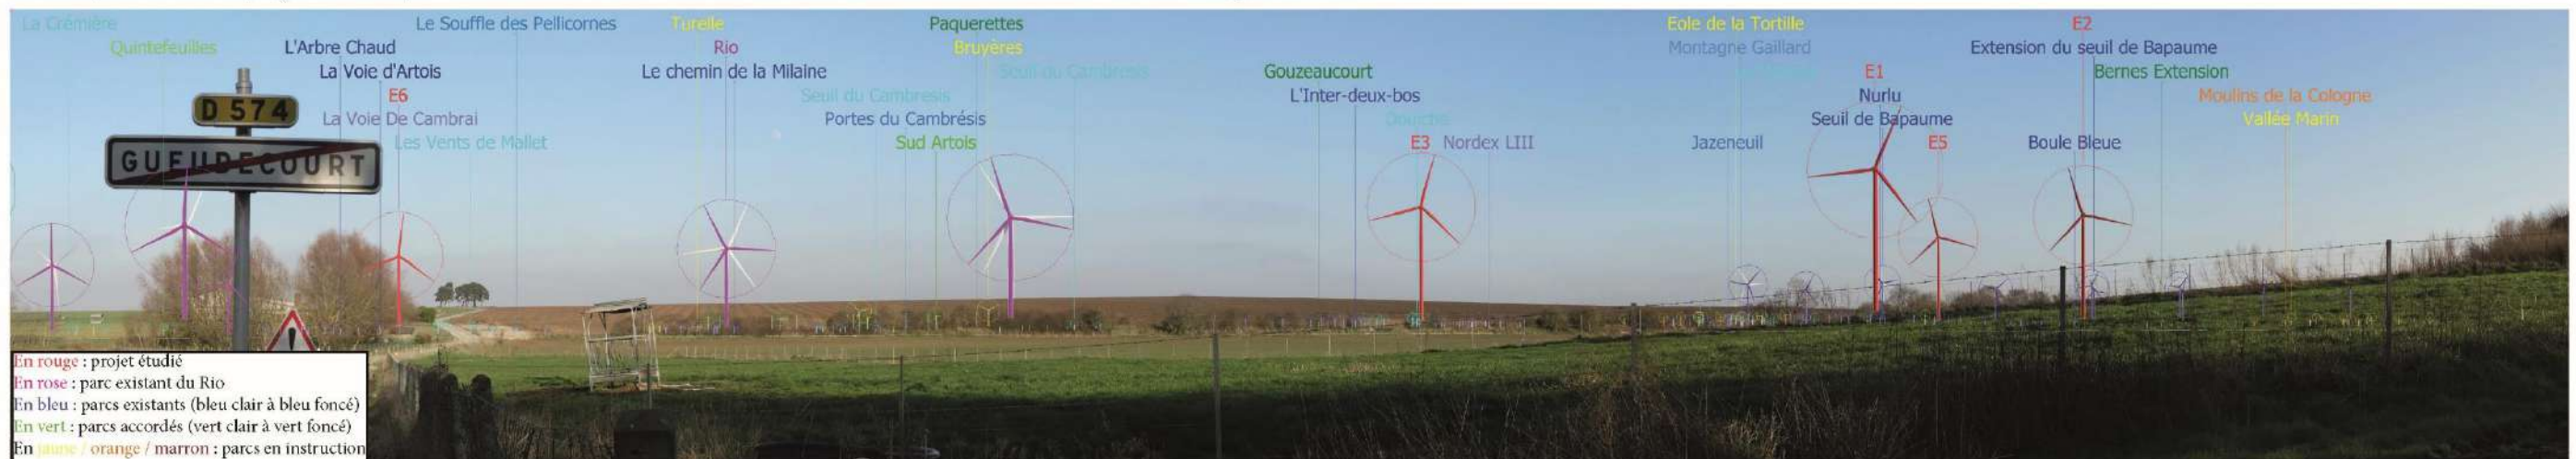 La Crémière
Le Souffle des Pellicornes
Turelle
Paquerettes
Eole de la Tortille
E2
Quintefeuilles
L'Arbre Chaud
Rio
Bruyères
Montagne Gaillard
Extension du seuil de Bapaume
La Voie d'Artois
Le chemin de la Milaine
Seuil du Cambresis
Gouzeaucourt
E1
Bernes Extension
E6
Seuil du Cambresis
L'Inter-deux-bos
Nurlu
Moulins de la Cologne
La Voie De Cambrai
Portes du Cambrésis
Douiche
Seuil de Bapaume
Vallée Marin
Les Vents de Mallet
Sud Artois
E3
Nordex LIII
Jazeneuil
E5
Boule Bleue
D 574
GUEUDECOURT
En rouge : projet étudié
En rose : parc existant du Rio
En bleu : parcs existants (bleu clair à bleu foncé)
En vert : parcs accordés (vert clair à vert foncé)
En jaune / orange / marron : parcs en instruction